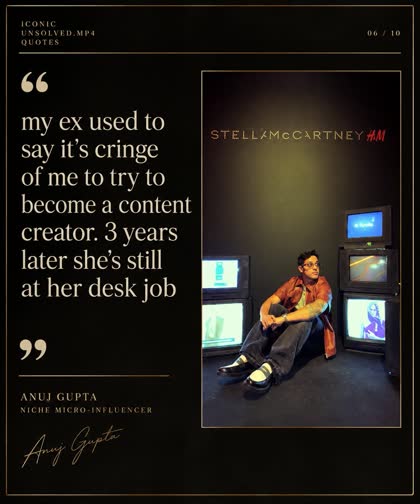 ICONIC
UNSOLVED.MP4
QUOTES
06 / 10
“
my ex used to
say it’s cringe
of me to try to
become a content
creator. 3 years
later she’s still
at her desk job
”
STELLA McCARTNEY H&M
ANUJ GUPTA
NICHE MICRO-INFLUENCER
Anuj Gupta